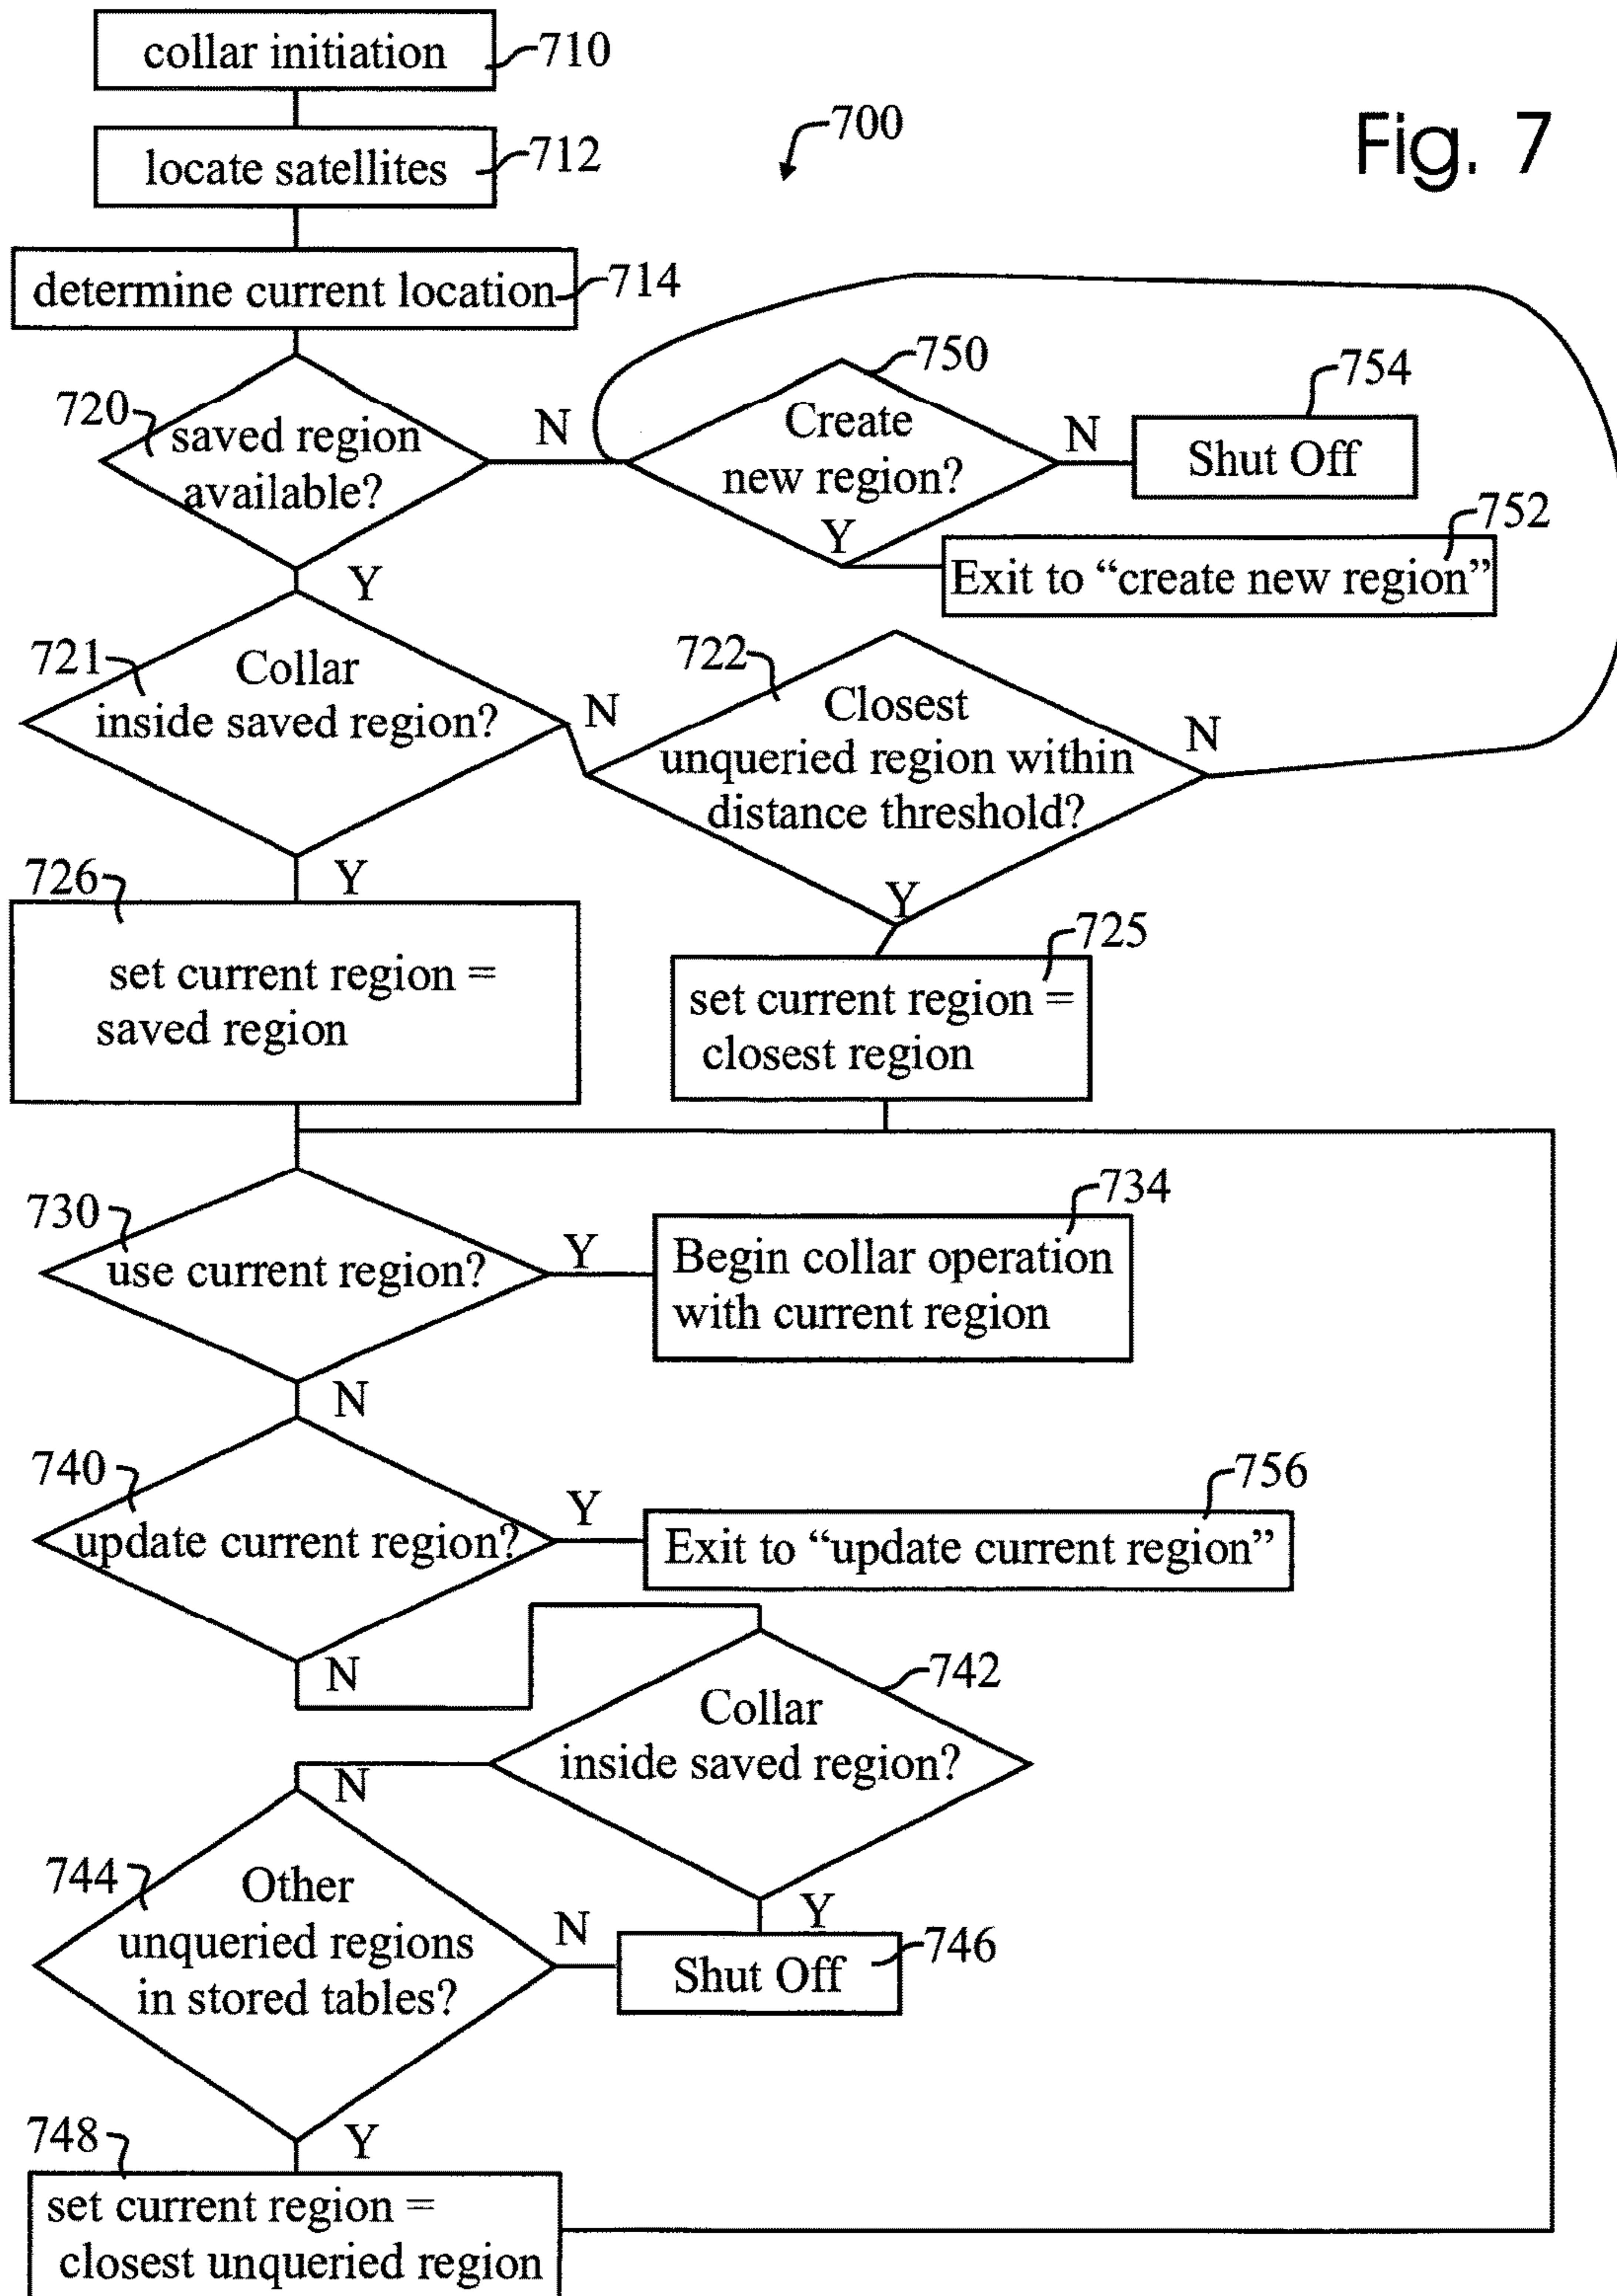 collar initiation
710
Fig. 7
700
locate satellites
712
determine current location
714
720
saved region
available?
N
Y
750
Create
new region?
N
Y
754
Shut Off
752
Exit to “create new region”
721
Collar
inside saved region?
N
Y
722
Closest
unqueried region within
distance threshold?
N
Y
726
set current region =
saved region
725
set current region =
closest region
730
use current region?
Y
N
734
Begin collar operation
with current region
740
update current region?
Y
N
756
Exit to “update current region”
742
Collar
inside saved region?
N
Y
744
Other
unqueried regions
in stored tables?
N
Y
Shut Off
746
748
set current region =
closest unqueried region